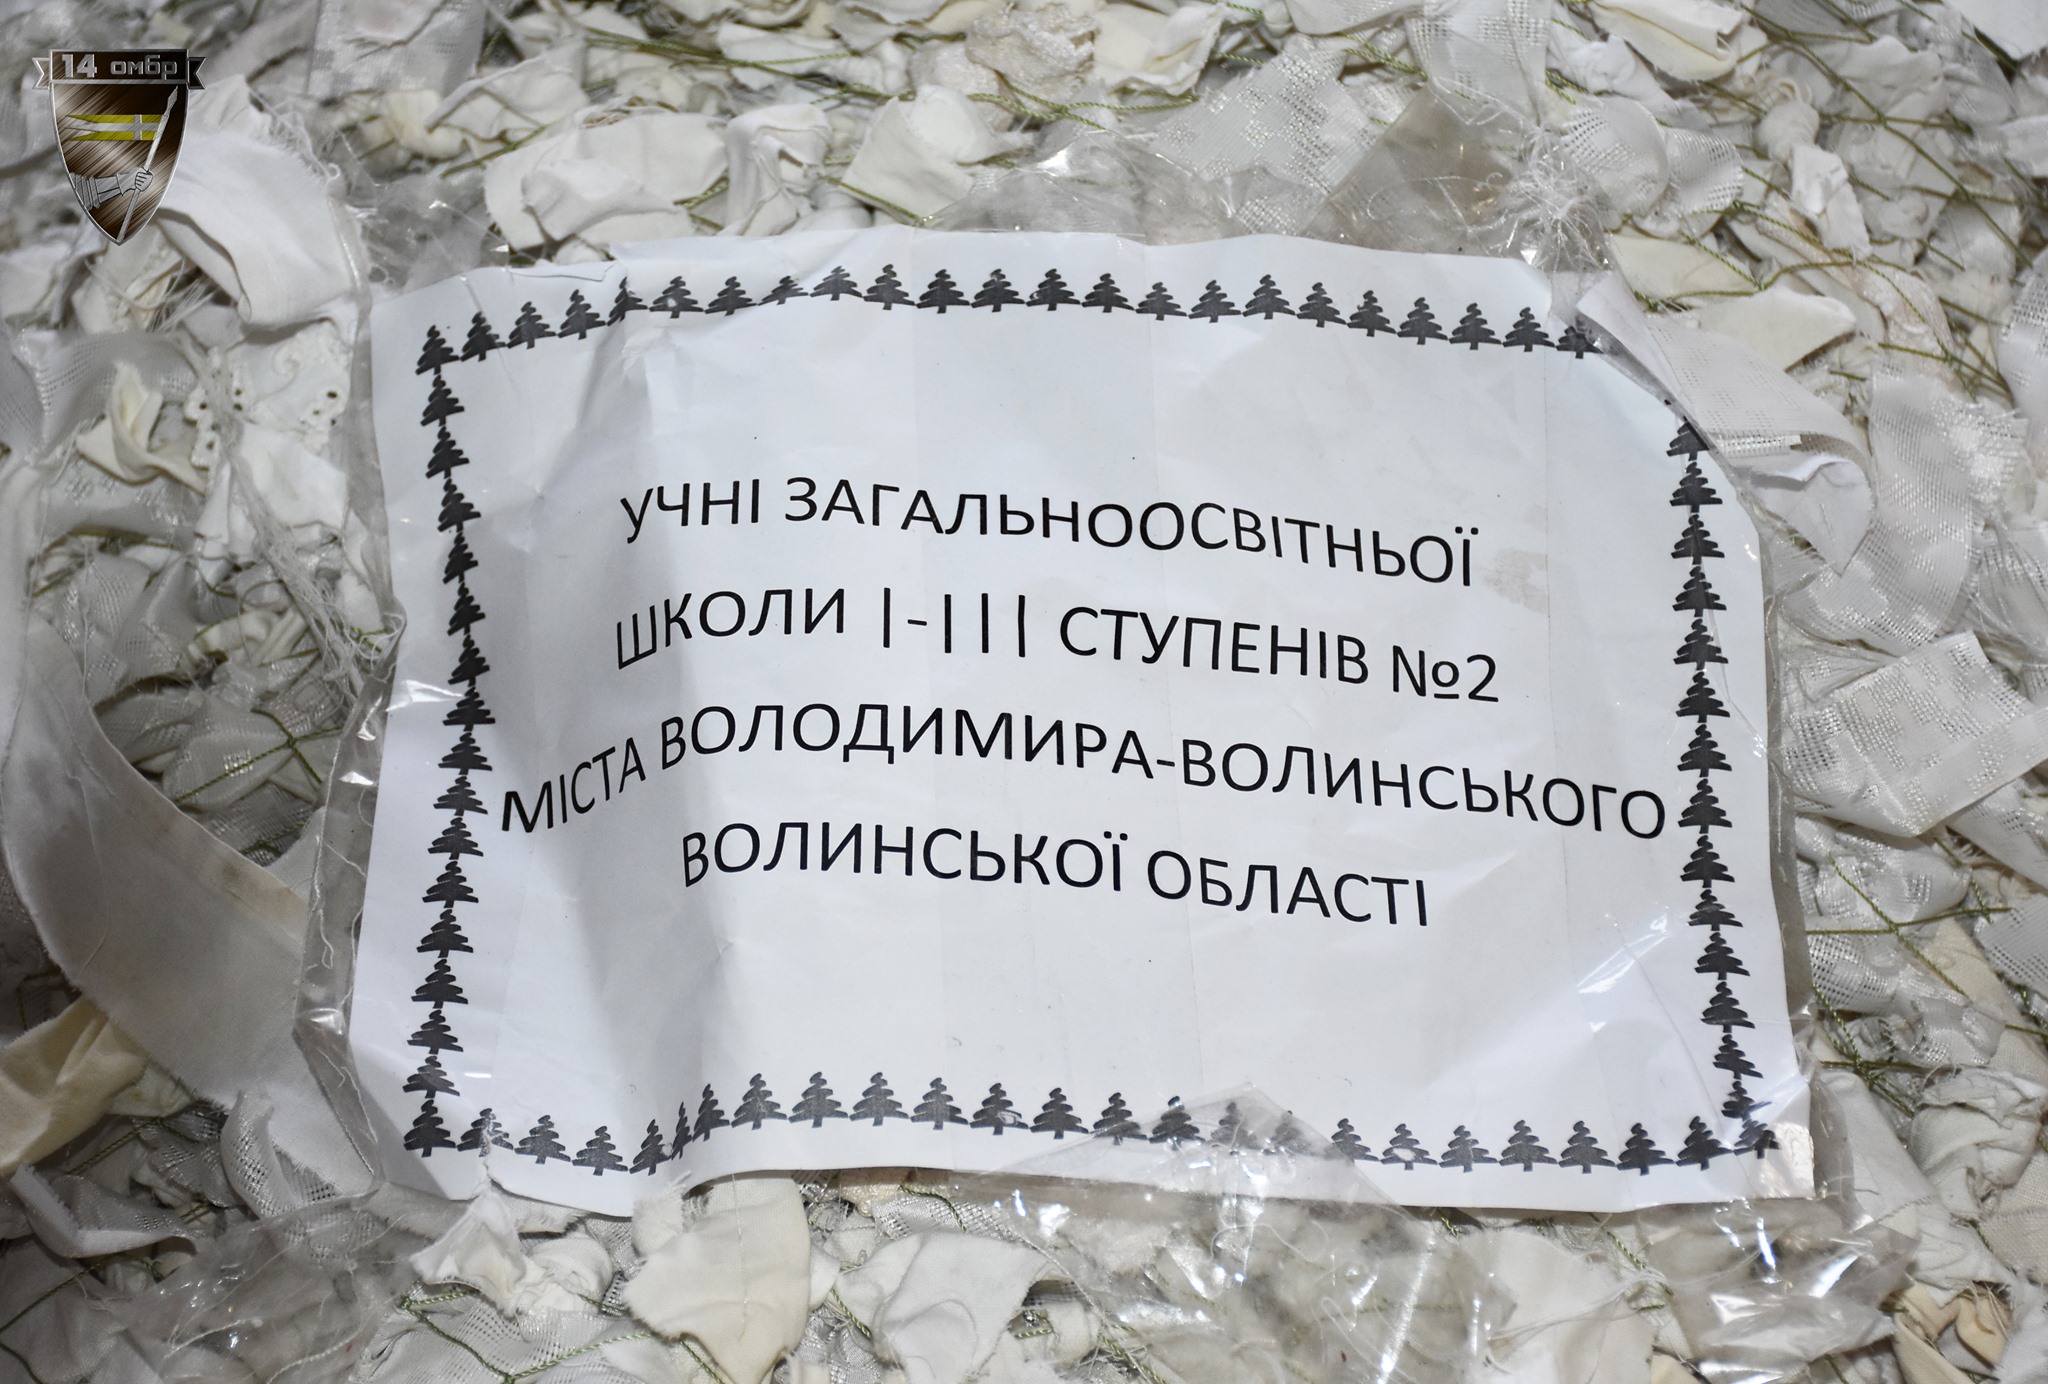 14 омбр
УЧНІ ЗАГАЛЬНООСВІТНЬОЇ
ШКОЛИ І-ІІІ СТУПЕНІВ №2
МІСТА ВОЛОДИМИРА-ВОЛИНСЬКОГО
ВОЛИНСЬКОЇ ОБЛАСТІ